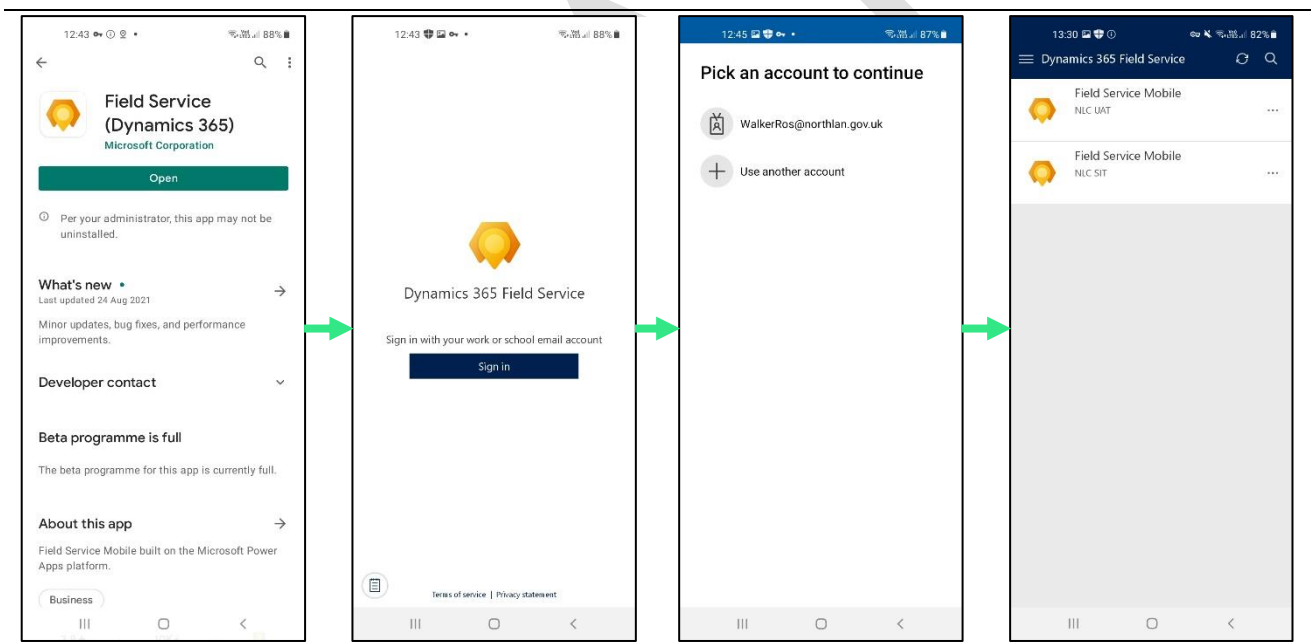 12:43
88%
Field Service
(Dynamics 365)
Microsoft Corporation
Open
Per your administrator, this app may not be
uninstalled.
What's new •
Last updated 24 Aug 2021
Minor updates, bug fixes, and performance
improvements.
Developer contact
Beta programme is full
The beta programme for this app is currently full.
About this app
Field Service Mobile built on the Microsoft Power
Apps platform.
Business
12:43
88%
Dynamics 365 Field Service
Sign in with your work or school email account
Sign in
Terms of service | Privacy statement
12:45
87%
Pick an account to continue
WalkerRos@northlan.gov.uk
Use another account
13:30
82%
Dynamics 365 Field Service
Field Service Mobile
NLC UAT
Field Service Mobile
NLC SIT